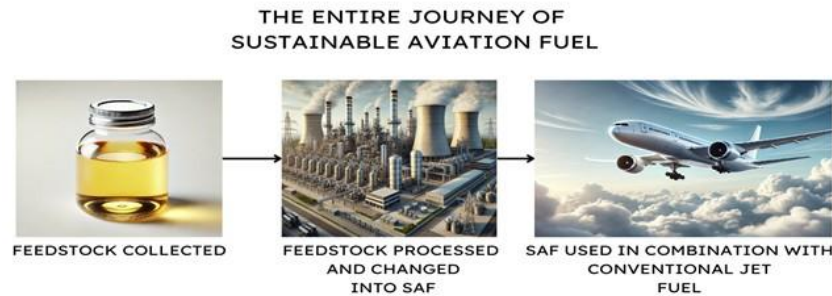 THE ENTIRE JOURNEY OF
SUSTAINABLE AVIATION FUEL
FEEDSTOCK COLLECTED
FEEDSTOCK PROCESSED
AND CHANGED
INTO SAF
SAF USED IN COMBINATION WITH
CONVENTIONAL JET
FUEL